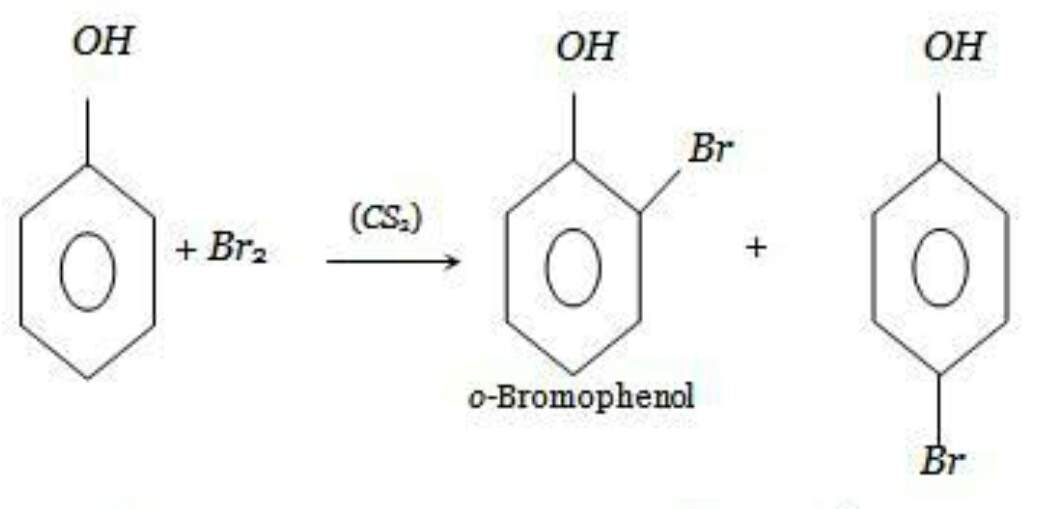 OH
OH
OH
Br
+ Br₂
(CS₂)
+
o-Bromophenol
Br